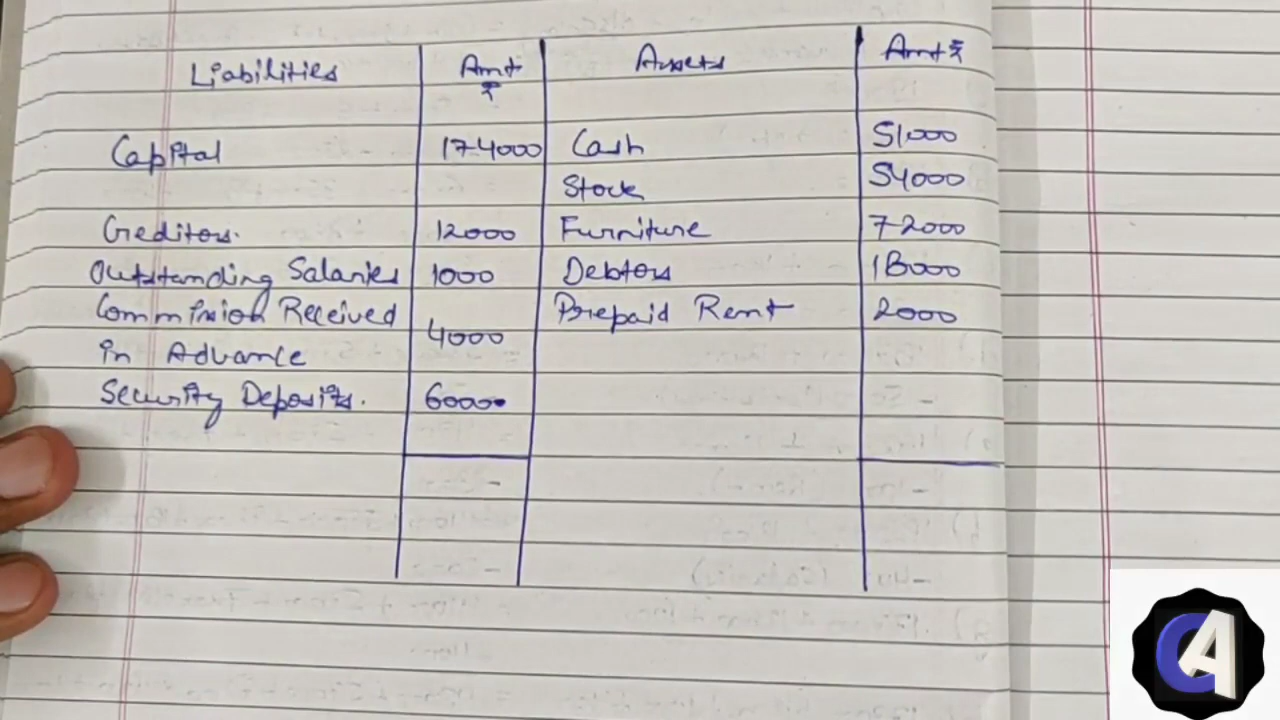 Liabilities Amt ₹ Assets Amt ₹
Capital 174000 Cash 51000
Stock 54000
Creditors. 12000 Furniture 72000
Outstanding Salaries 1000 Debtors 18000
Commission Received Prepaid Rent 2000
in Advance 4000
Security Deposits. 6000
CA